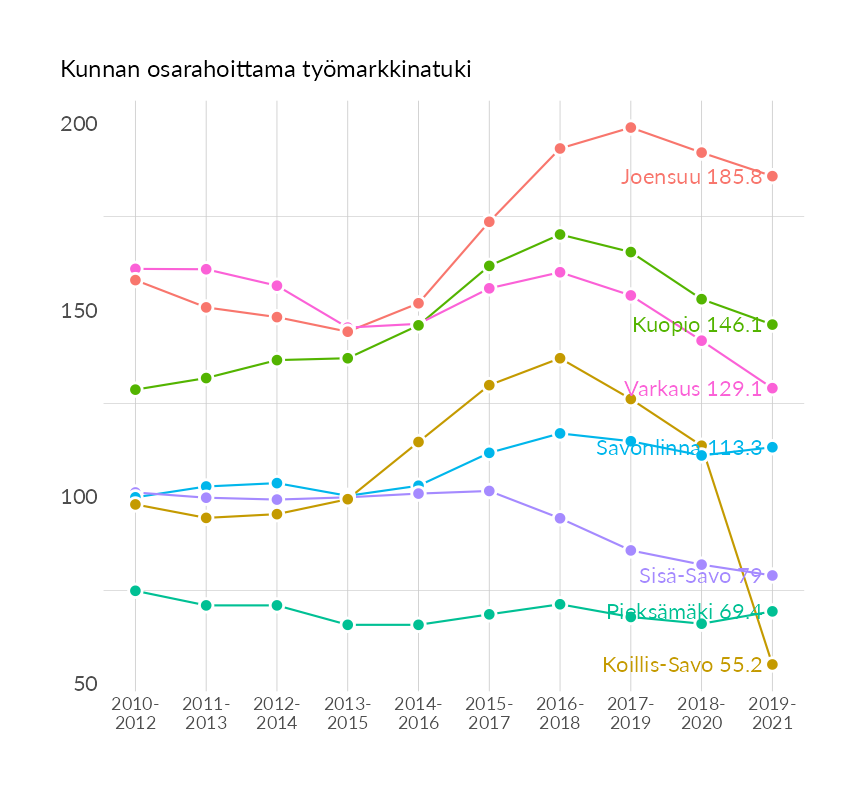 Kunnan osarahoittama työmarkkinatuki
200
Joensuu 185.8
150
Kuopio 146.1
Varkaus 129.1
Savonlinna 113.3
100
Sisä-Savo 79
Pieksämäki 69.4
Koillis-Savo 55.2
50
2010- 2011- 2012- 2013- 2014- 2015- 2016- 2017- 2018- 2019-
2012 2013 2014 2015 2016 2017 2018 2019 2020 2021